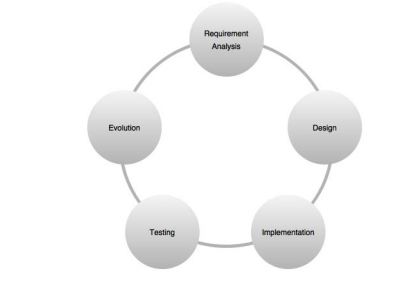 Requirement
Analysis
Design
Implementation
Testing
Evolution